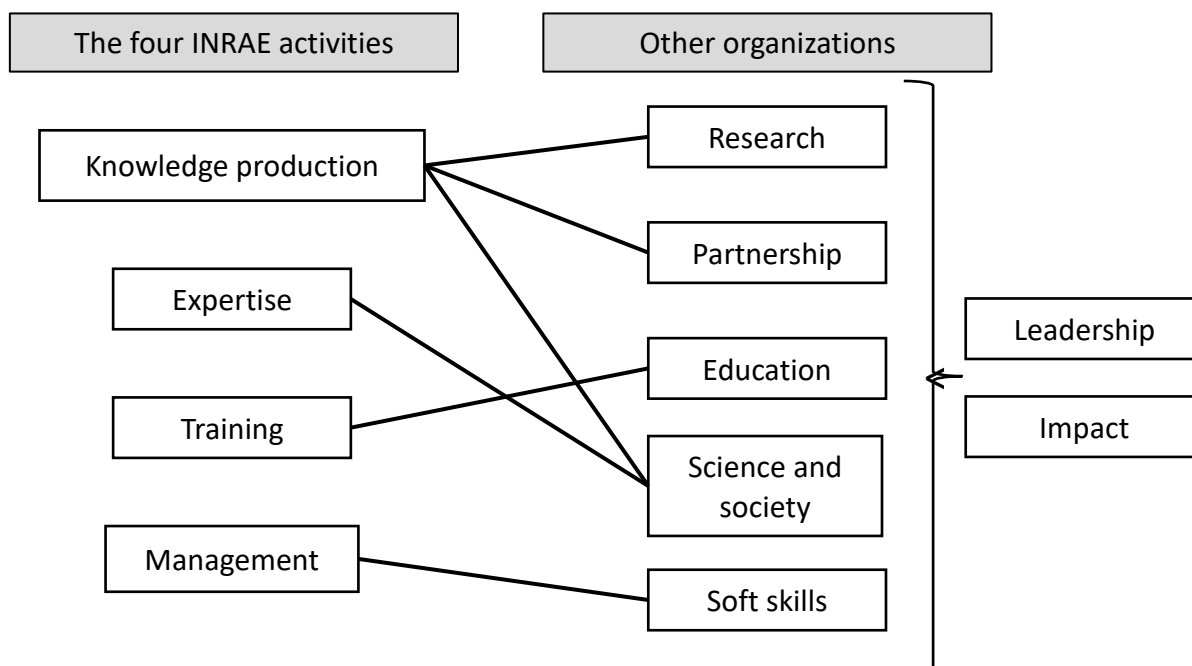 The four INRAE activities
Other organizations
Knowledge production
Expertise
Training
Management
Research
Partnership
Education
Science and
society
Soft skills
Leadership
Impact